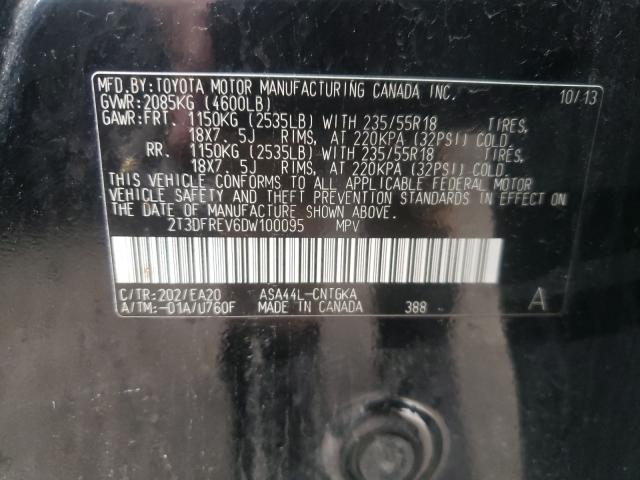 MFD.BY:TOYOTA MOTOR MANUFACTURING CANADA INC. 10/13
GVWR:2085KG (4600LB)
GAWR:FRT. 1150KG (2535LB) WITH 235/55R18 TIRES,
18X7. 5J RIMS, AT 220KPA (32PSI) COLD.
RR. 1150KG (2535LB) WITH 235/55R18 TIRES,
18X7. 5J RIMS, AT 220KPA (32PSI) COLD.
THIS VEHICLE CONFORMS TO ALL APPLICABLE FEDERAL MOTOR
VEHICLE SAFETY AND THEFT PREVENTION STANDARDS IN EFFECT ON
THE DATE OF MANUFACTURE SHOWN ABOVE.
2T3DFREV6DW100095 MPV
C/TR:202/EA20 ASA44L-CNTGKA
A/TM:-01A/U760F MADE IN CANADA 388 A